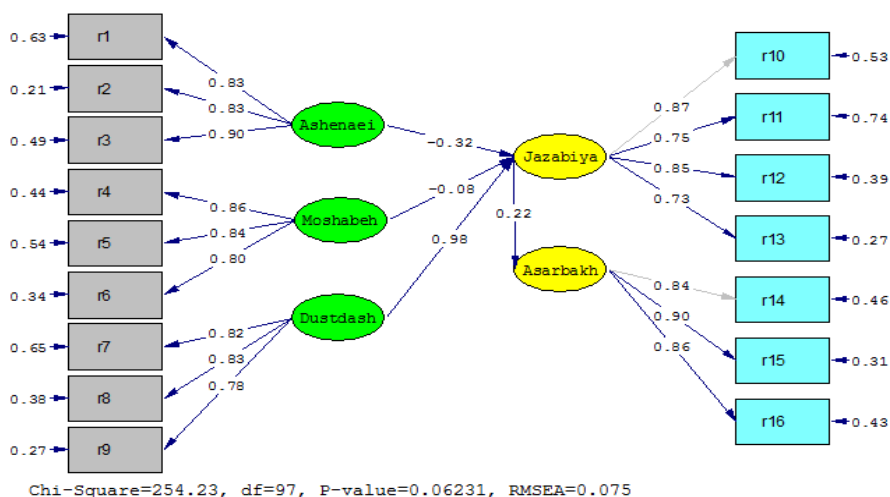 0.63 r1
0.21 r2
0.49 r3
0.44 r4
0.54 r5
0.34 r6
0.65 r7
0.38 r8
0.27 r9
0.83
0.83
0.90
0.86
0.84
0.80
0.82
0.83
0.78
Ashenaei
Moshabeh
Dustdash
-0.32
-0.08
0.98
Jazabiya
0.22
Asarbakh
0.87
0.75
0.85
0.73
0.84
0.90
0.86
r10 0.53
r11 0.74
r12 0.39
r13 0.27
r14 0.46
r15 0.31
r16 0.43
Chi-Square=254.23, df=97, P-value=0.06231, RMSEA=0.075